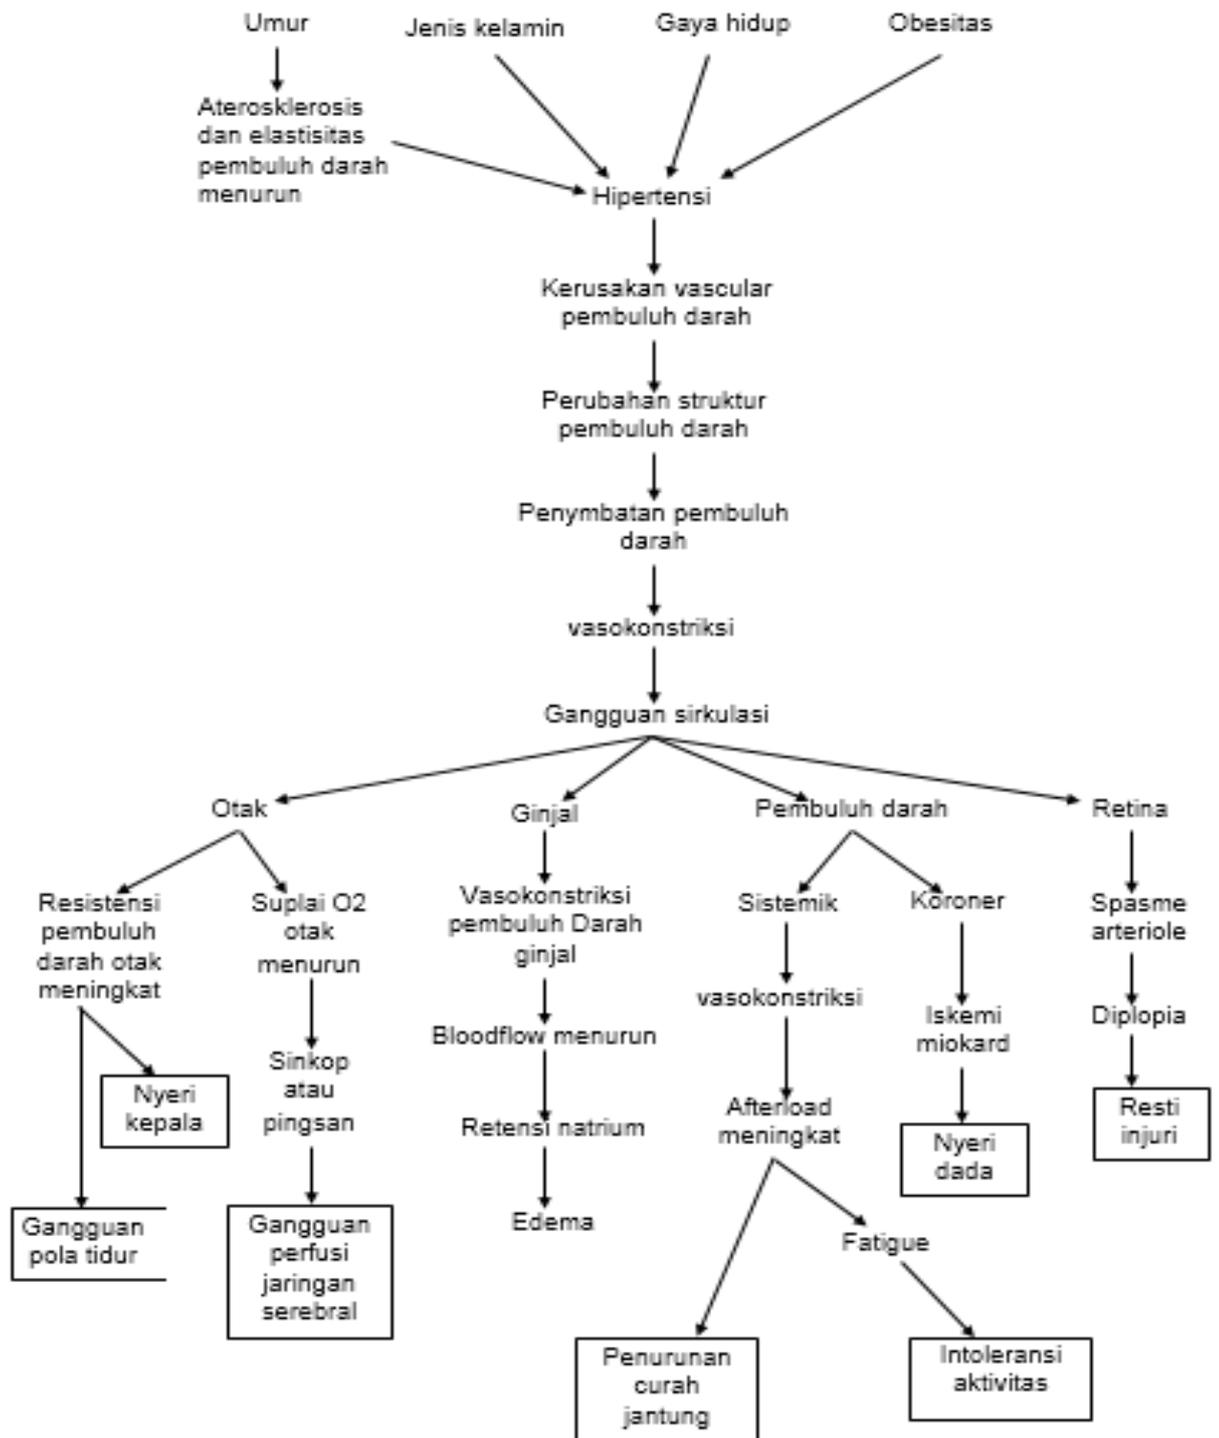 Umur
Jenis kelamin
Gaya hidup
Obesitas
Aterosklerosis
dan elastisitas
pembuluh darah
menurun
Hipertensi
Kerusakan vascular
pembuluh darah
Perubahan struktur
pembuluh darah
Penymbatan pembuluh
darah
vasokonstriksi
Gangguan sirkulasi
Otak
Ginjal
Pembuluh darah
Retina
Resistensi
pembuluh
darah otak
meningkat
Suplai O2
otak
menurun
Vasokonstriksi
pembuluh Darah
ginjal
Sistemik
Koroner
Spasme
arteriole
vasokonstriksi
Iskemi
miokard
Diplopia
Bloodflow menurun
Sinkop
atau
pingsan
Nyeri
kepala
Retensi natrium
Afterload
meningkat
Nyeri
dada
Resti
injuri
Gangguan
pola tidur
Gangguan
perfusi
jaringan
serebral
Edema
Fatigue
Penurunan
curah
jantung
Intoleransi
aktivitas